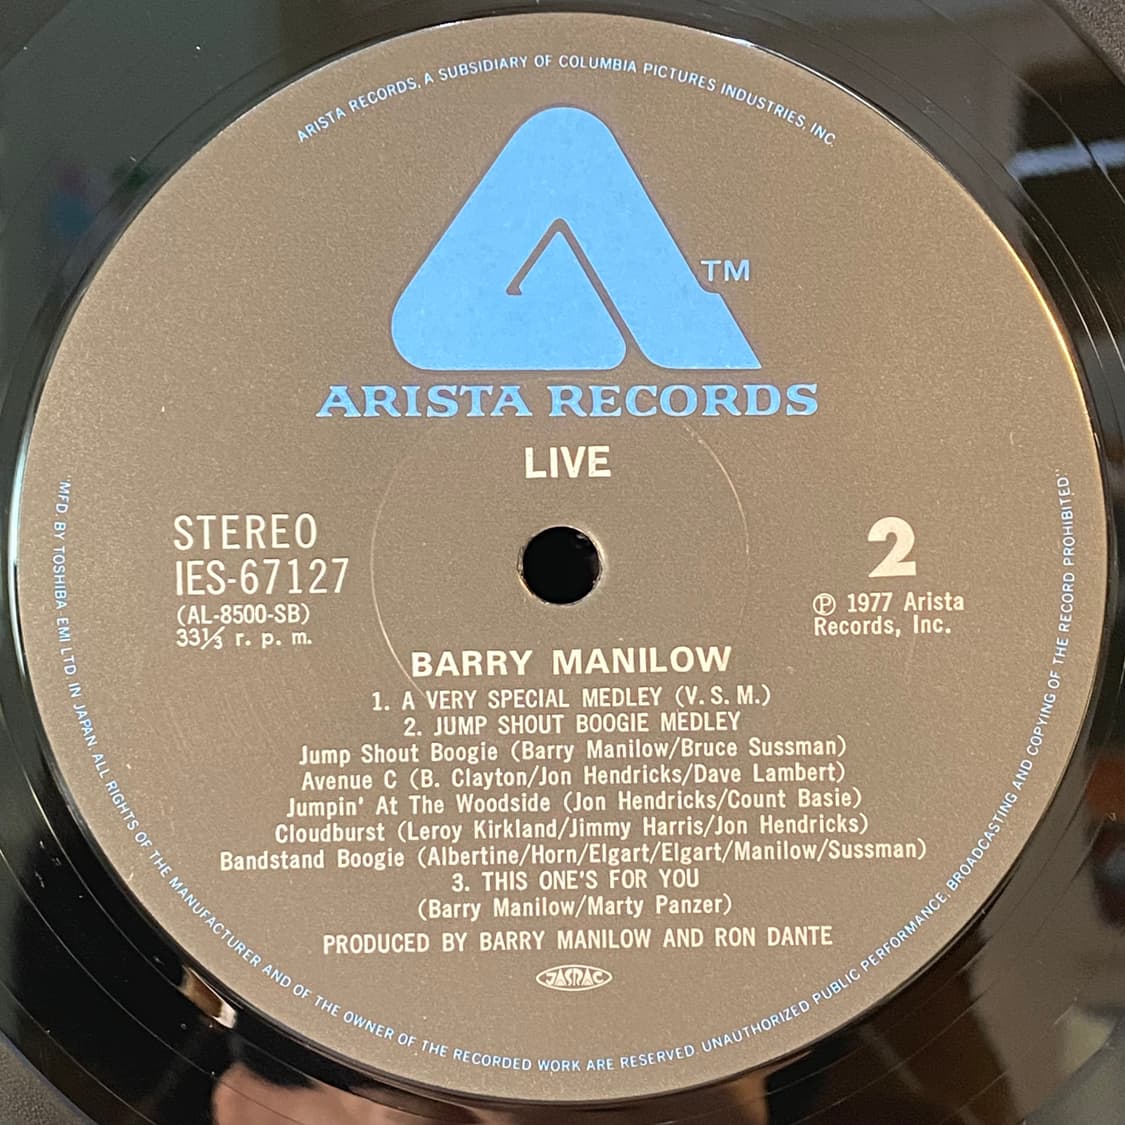 ARISTA RECORDS, A SUBSIDIARY OF COLUMBIA PICTURES INDUSTRIES, INC.
TM
ARISTA RECORDS
LIVE
STEREO
IES-67127
(AL-8500-SB)
33⅓ r. p. m.
2
Ⓟ 1977 Arista
Records, Inc.
BARRY MANILOW
1. A VERY SPECIAL MEDLEY (V. S. M.)
2. JUMP SHOUT BOOGIE MEDLEY
Jump Shout Boogie (Barry Manilow/Bruce Sussman)
Avenue C (B. Clayton/Jon Hendricks/Dave Lambert)
Jumpin' At The Woodside (Jon Hendricks/Count Basie)
Cloudburst (Leroy Kirkland/Jimmy Harris/Jon Hendricks)
Bandstand Boogie (Albertine/Horn/Elgart/Elgart/Manilow/Sussman)
3. THIS ONE'S FOR YOU
(Barry Manilow/Marty Panzer)
PRODUCED BY BARRY MANILOW AND RON DANTE
JASRAC
"MFD. BY TOSHIBA-EMI LTD. IN JAPAN. ALL RIGHTS OF THE MANUFACTURER AND OF THE OWNER OF THE RECORDED WORK ARE RESERVED. UNAUTHORIZED PUBLIC PERFORMANCE, BROADCASTING AND COPYING OF THE RECORD PROHIBITED."